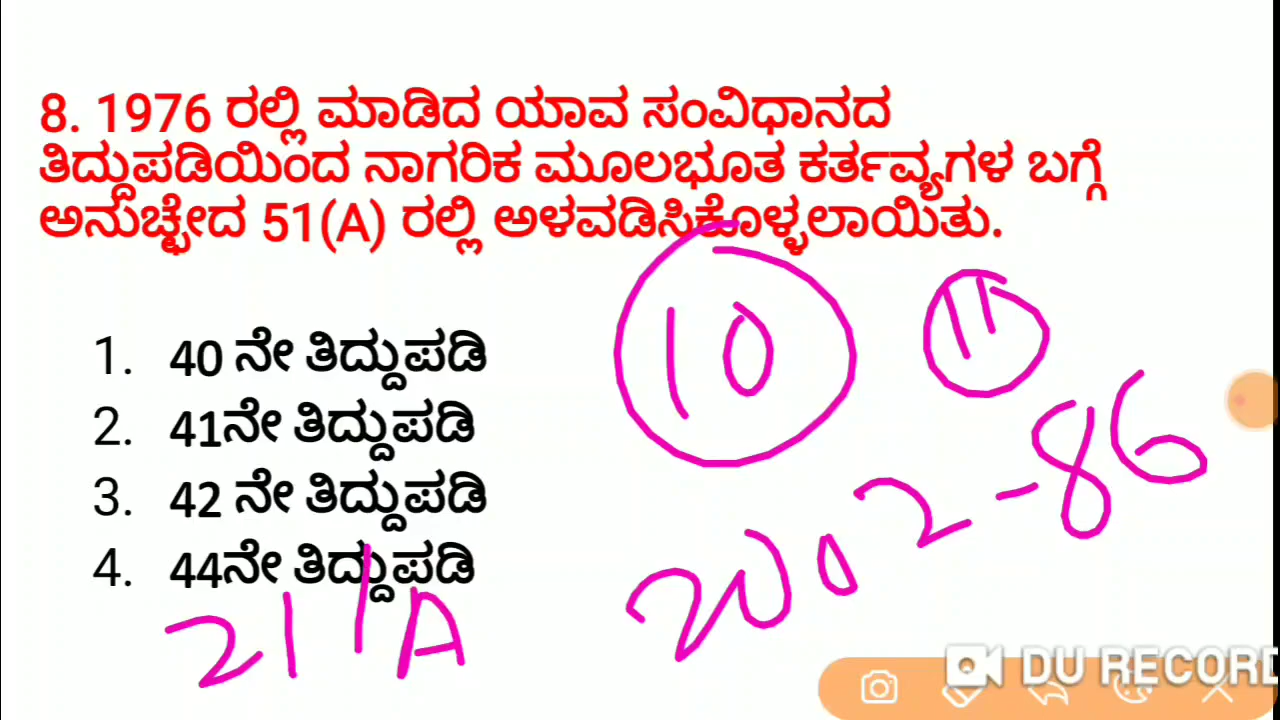 8. 1976 ರಲ್ಲಿ ಮಾಡಿದ ಯಾವ ಸಂವಿಧಾನದ
ತಿದ್ದುಪಡಿಯಿಂದ ನಾಗರಿಕ ಮೂಲಭೂತ ಕರ್ತವ್ಯಗಳ ಬಗ್ಗೆ
ಅನುಚ್ಛೇದ 51(A) ರಲ್ಲಿ ಅಳವಡಿಸಿಕೊಳ್ಳಲಾಯಿತು.
10 11
1. 40 ನೇ ತಿದ್ದುಪಡಿ
2. 41ನೇ ತಿದ್ದುಪಡಿ
3. 42 ನೇ ತಿದ್ದುಪಡಿ
2002-86
4. 44ನೇ ತಿದ್ದುಪಡಿ
21/A
DU RECORD